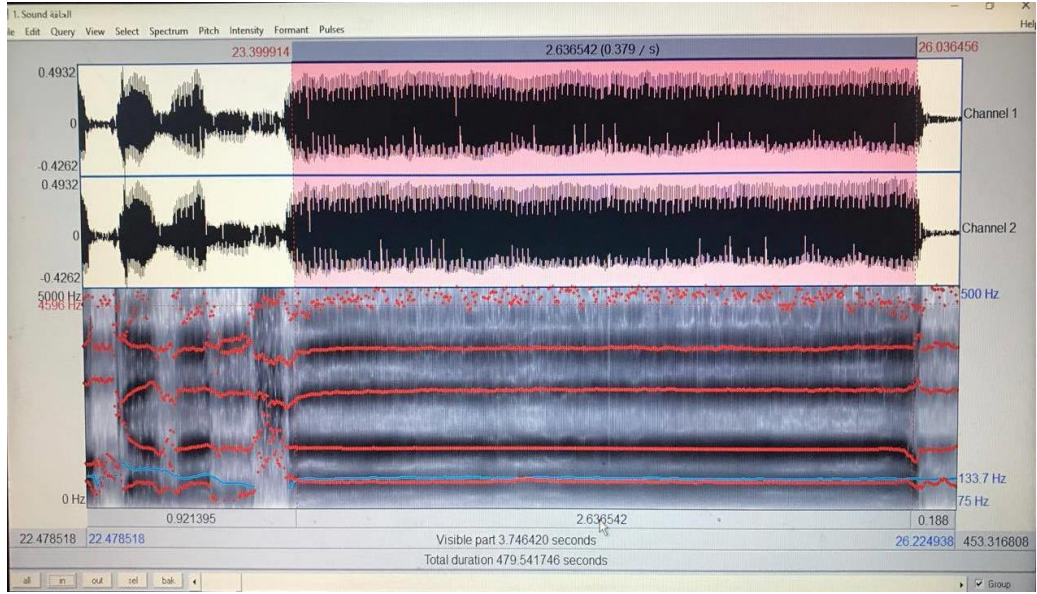 1. Sound الحاقة
File Edit Query View Select Spectrum Pitch Intensity Formant Pulses
Help
23.399914 2.636542 (0.379 / s) 26.036456
0.4932
0
-0.4262
Channel 1
0.4932
0
-0.4262
Channel 2
5000 Hz 500 Hz
4596 Hz
133.7 Hz
0 Hz 75 Hz
0.921395 2.636542 0.188
22.478518 22.478518 Visible part 3.746420 seconds 26.224938 453.316808
Total duration 479.541746 seconds
all in out sel bak Group